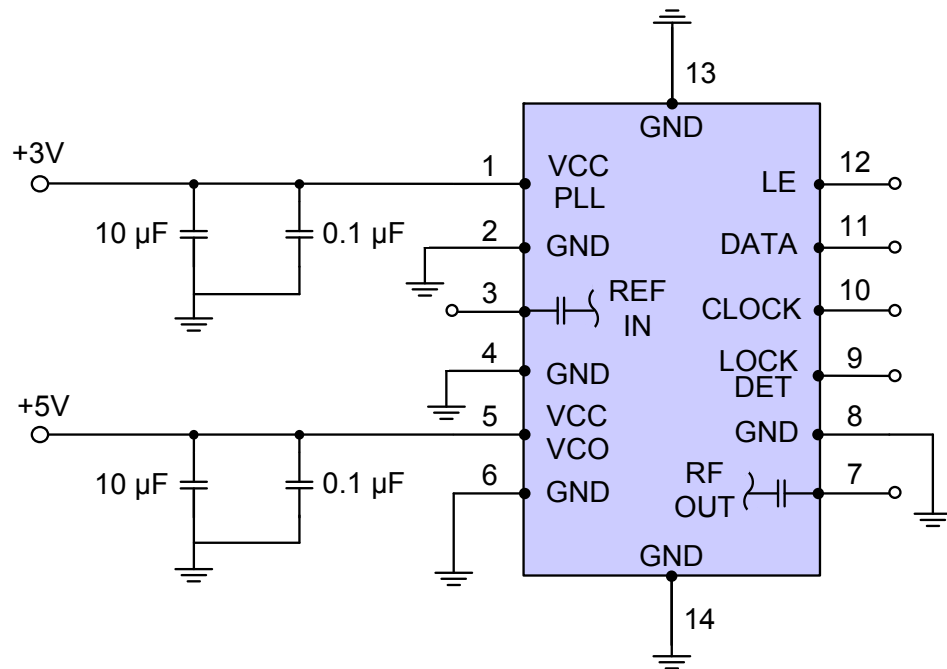 13
GND
+3V
1
VCC
PLL
12
LE
10 µF
0.1 µF
2
GND
11
DATA
3
REF
IN
10
CLOCK
4
GND
9
LOCK
DET
+5V
5
VCC
VCO
8
GND
10 µF
0.1 µF
6
GND
7
RF
OUT
GND
14